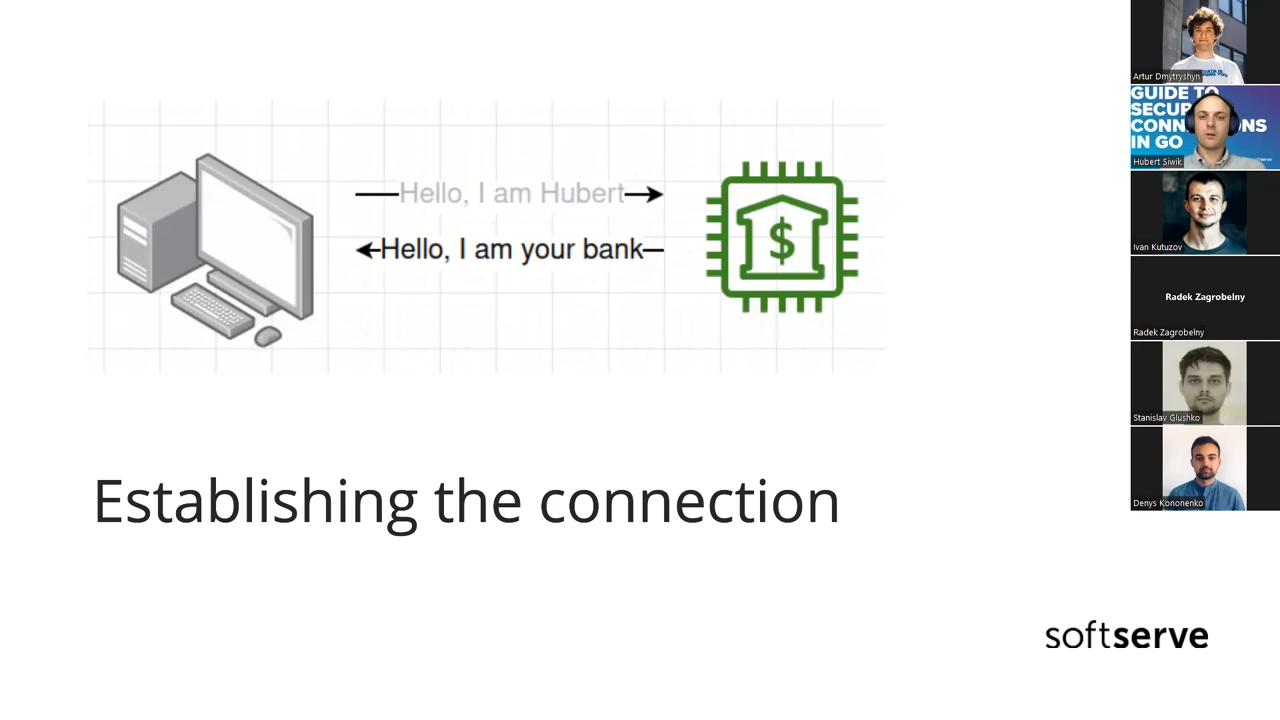 Hello, I am Hubert
Hello, I am your bank
$
Establishing the connection
softserve
Artur Dmytryshyn
GUIDE TO
SECUR
CONN ONS
IN GO
Hubert Siwik
Ivan Kutuzov
Radek Zagrobelny
Radek Zagrobelny
Stanislav Glushko
Denys Kononenko